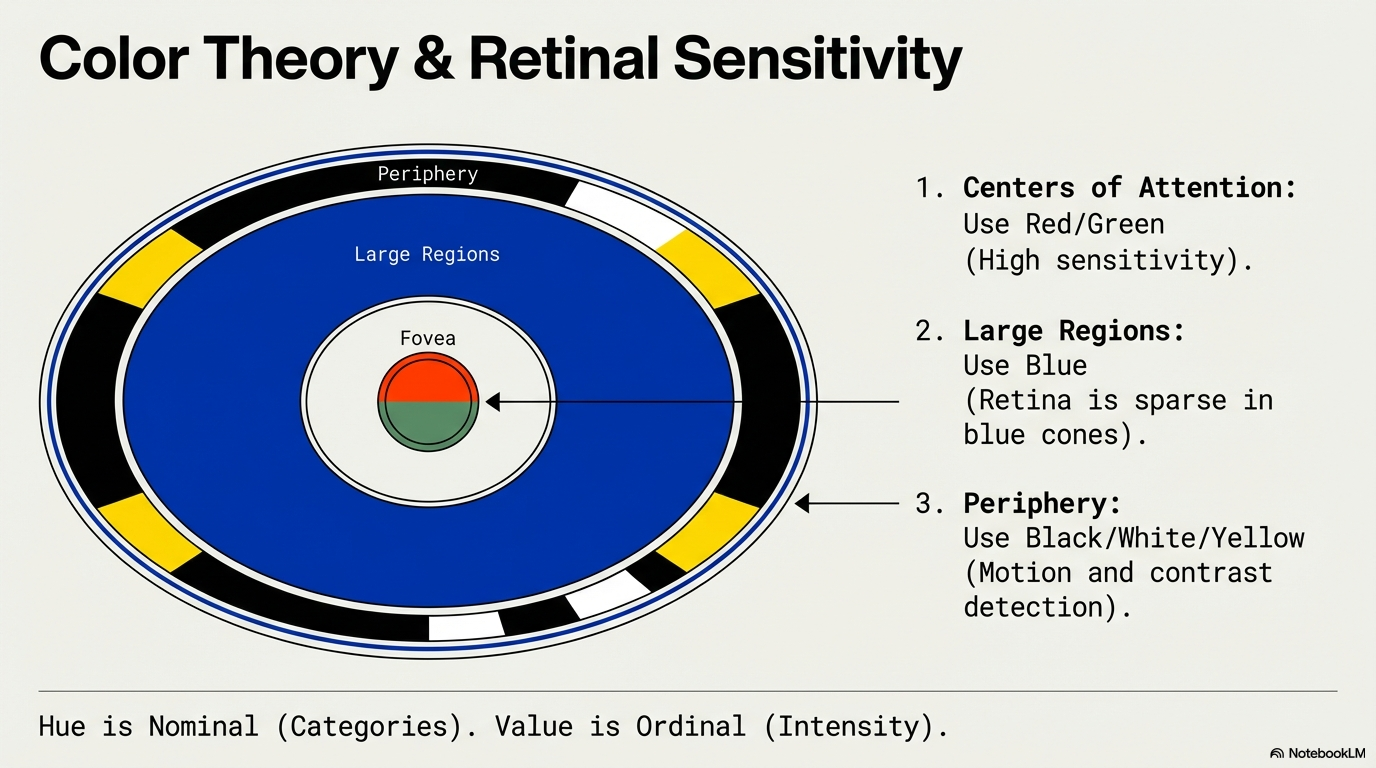 Color Theory & Retinal Sensitivity
Periphery
Large Regions
Fovea
1. Centers of Attention:
Use Red/Green
(High sensitivity).
2. Large Regions:
Use Blue
(Retina is sparse in
blue cones).
3. Periphery:
Use Black/White/Yellow
(Motion and contrast
detection).
Hue is Nominal (Categories). Value is Ordinal (Intensity).
NotebookLM